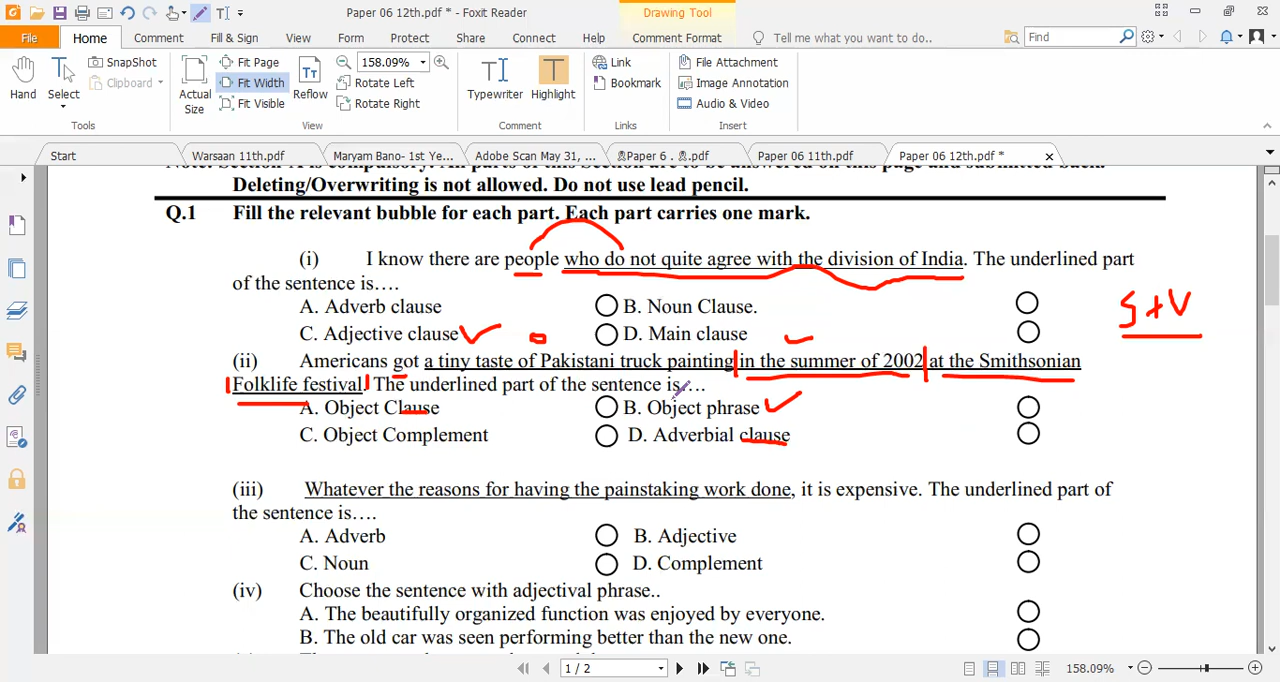 Paper 06 12th.pdf * - Foxit Reader
Drawing Tool
File
Home
Comment
Fill & Sign
View
Form
Protect
Share
Connect
Help
Comment Format
Tell me what you want to do..
Find
Hand
Select
SnapShot
Clipboard
Tools
Actual Size
Fit Page
Fit Width
Fit Visible
Reflow
158.09%
Rotate Left
Rotate Right
View
Typewriter
Highlight
Comment
Link
Bookmark
Links
File Attachment
Image Annotation
Audio & Video
Insert
Start
Warsaan 11th.pdf
Maryam Bano- 1st Ye...
Adobe Scan May 31, ...
Paper 6 . .pdf
Paper 06 11th.pdf
Paper 06 12th.pdf *
Deleting/Overwriting is not allowed. Do not use lead pencil.
Q.1 Fill the relevant bubble for each part. Each part carries one mark.
(i) I know there are people who do not quite agree with the division of India. The underlined part
of the sentence is….
A. Adverb clause B. Noun Clause.
C. Adjective clause D. Main clause
S + V
(ii) Americans got a tiny taste of Pakistani truck painting in the summer of 2002 at the Smithsonian
Folklife festival. The underlined part of the sentence is….
A. Object Clause B. Object phrase
C. Object Complement D. Adverbial clause
(iii) Whatever the reasons for having the painstaking work done, it is expensive. The underlined part of
the sentence is….
A. Adverb B. Adjective
C. Noun D. Complement
(iv) Choose the sentence with adjectival phrase..
A. The beautifully organized function was enjoyed by everyone.
B. The old car was seen performing better than the new one.
1 / 2
158.09%